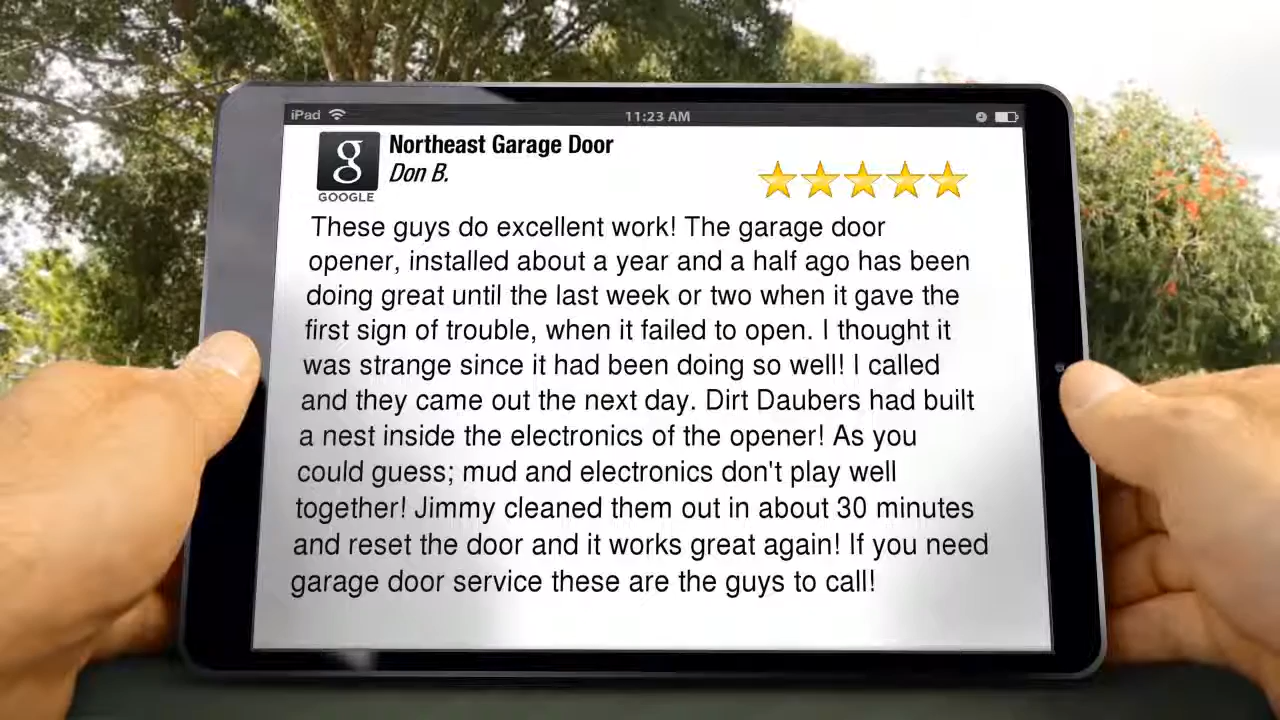 iPad
11:23 AM
g
GOOGLE
Northeast Garage Door
Don B.
These guys do excellent work! The garage door
opener, installed about a year and a half ago has been
doing great until the last week or two when it gave the
first sign of trouble, when it failed to open. I thought it
was strange since it had been doing so well! I called
and they came out the next day. Dirt Daubers had built
a nest inside the electronics of the opener! As you
could guess; mud and electronics don't play well
together! Jimmy cleaned them out in about 30 minutes
and reset the door and it works great again! If you need
garage door service these are the guys to call!